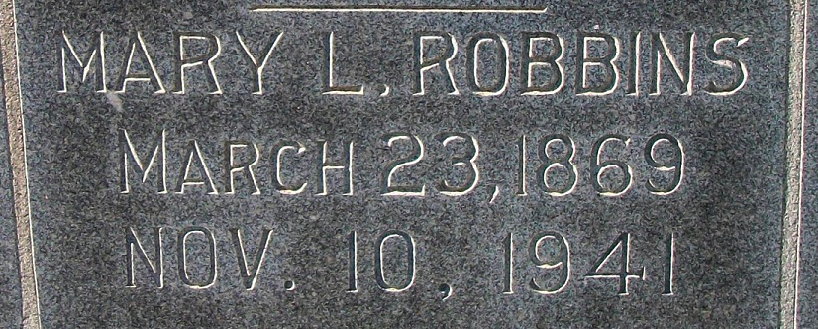 MARY L. ROBBINS
MARCH 23, 1869
NOV. 10, 1941